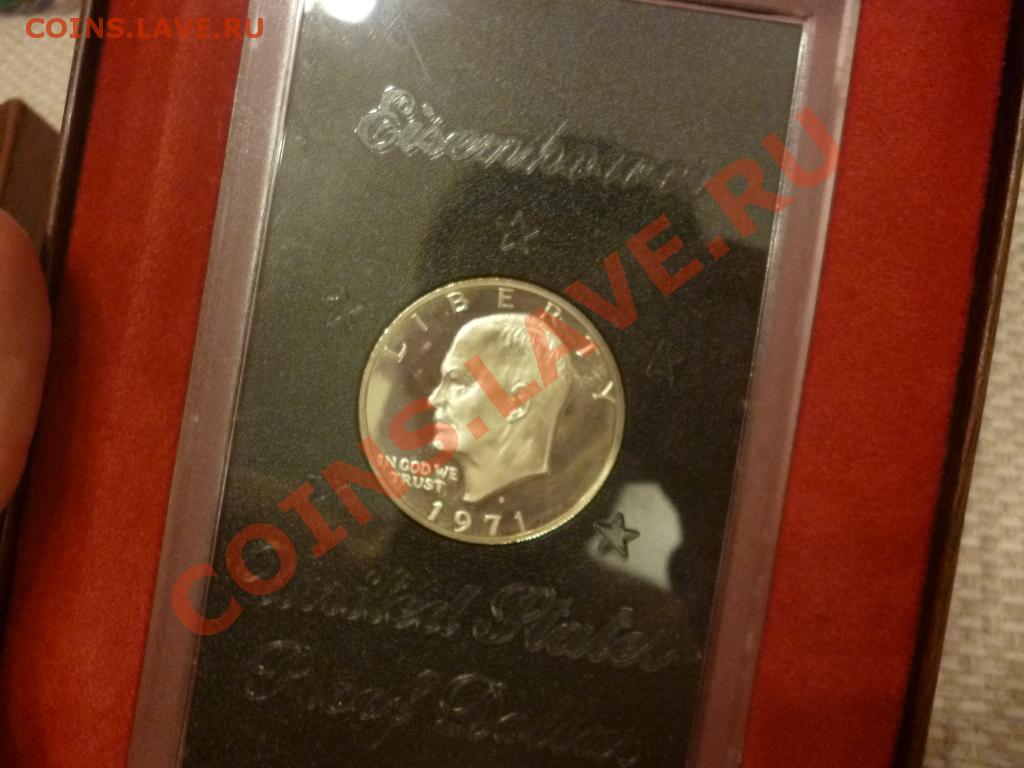 COINS.LAVE.RU
Eisenhower
LIBERTY
IN GOD WE
TRUST
1971
COINS.LAVE.RU
United States
Proof Dollar